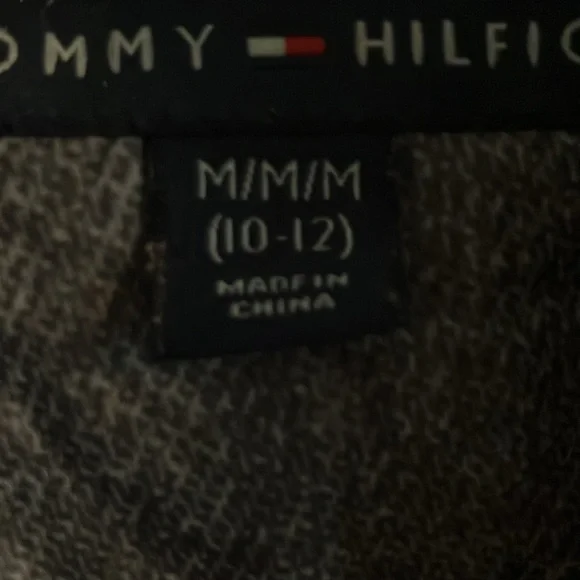 OMMY HILFIG
M/M/M
(10-12)
MADE IN
CHINA